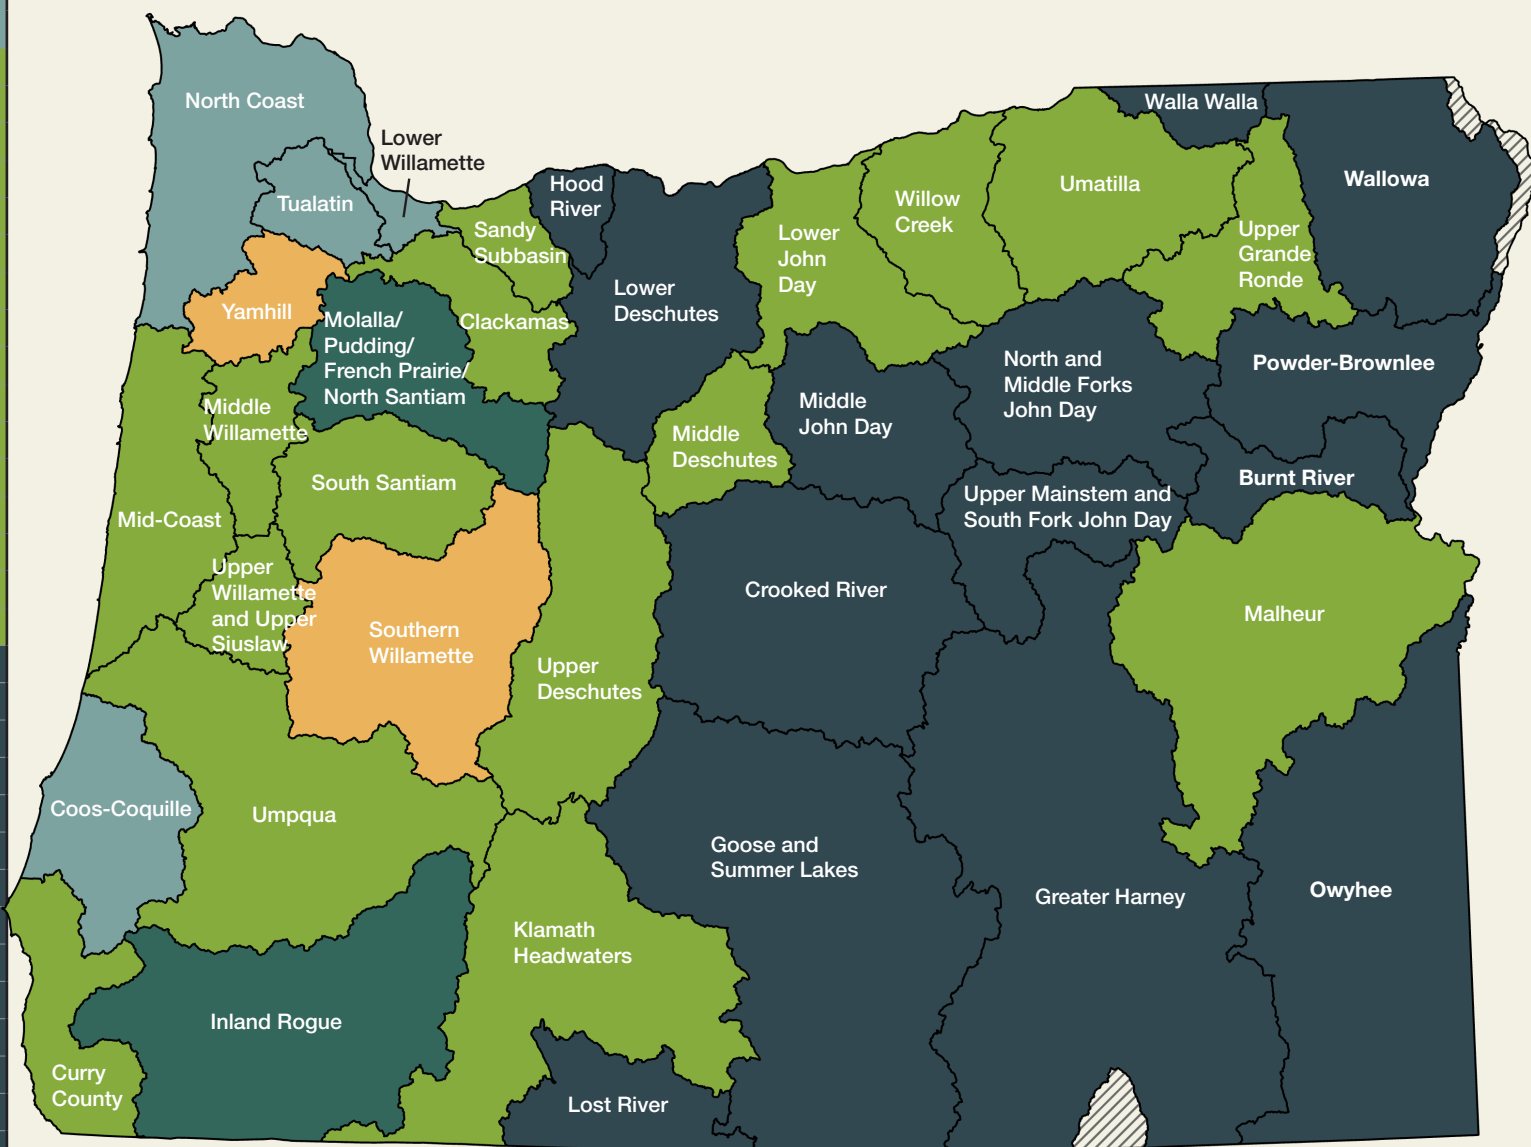 North Coast
Lower
Willamette
Tualatin
Yamhill
Hood
River
Sandy
Subbasin
Clackamas
Molalla/
Pudding/
French Prairie/
North Santiam
Middle
Willamette
Lower
Deschutes
Lower
John
Day
Willow
Creek
Umatilla
Walla Walla
Wallowa
Upper
Grande
Ronde
Powder-Brownlee
North and
Middle Forks
John Day
Middle
John Day
Middle
Deschutes
South Santiam
Mid-Coast
Upper
Willamette
and Upper
Siuslaw
Southern
Willamette
Upper
Deschutes
Crooked River
Upper Mainstem and
South Fork John Day
Burnt River
Malheur
Coos-Coquille
Umpqua
Goose and
Summer Lakes
Greater Harney
Owyhee
Klamath
Headwaters
Inland Rogue
Curry
County
Lost River